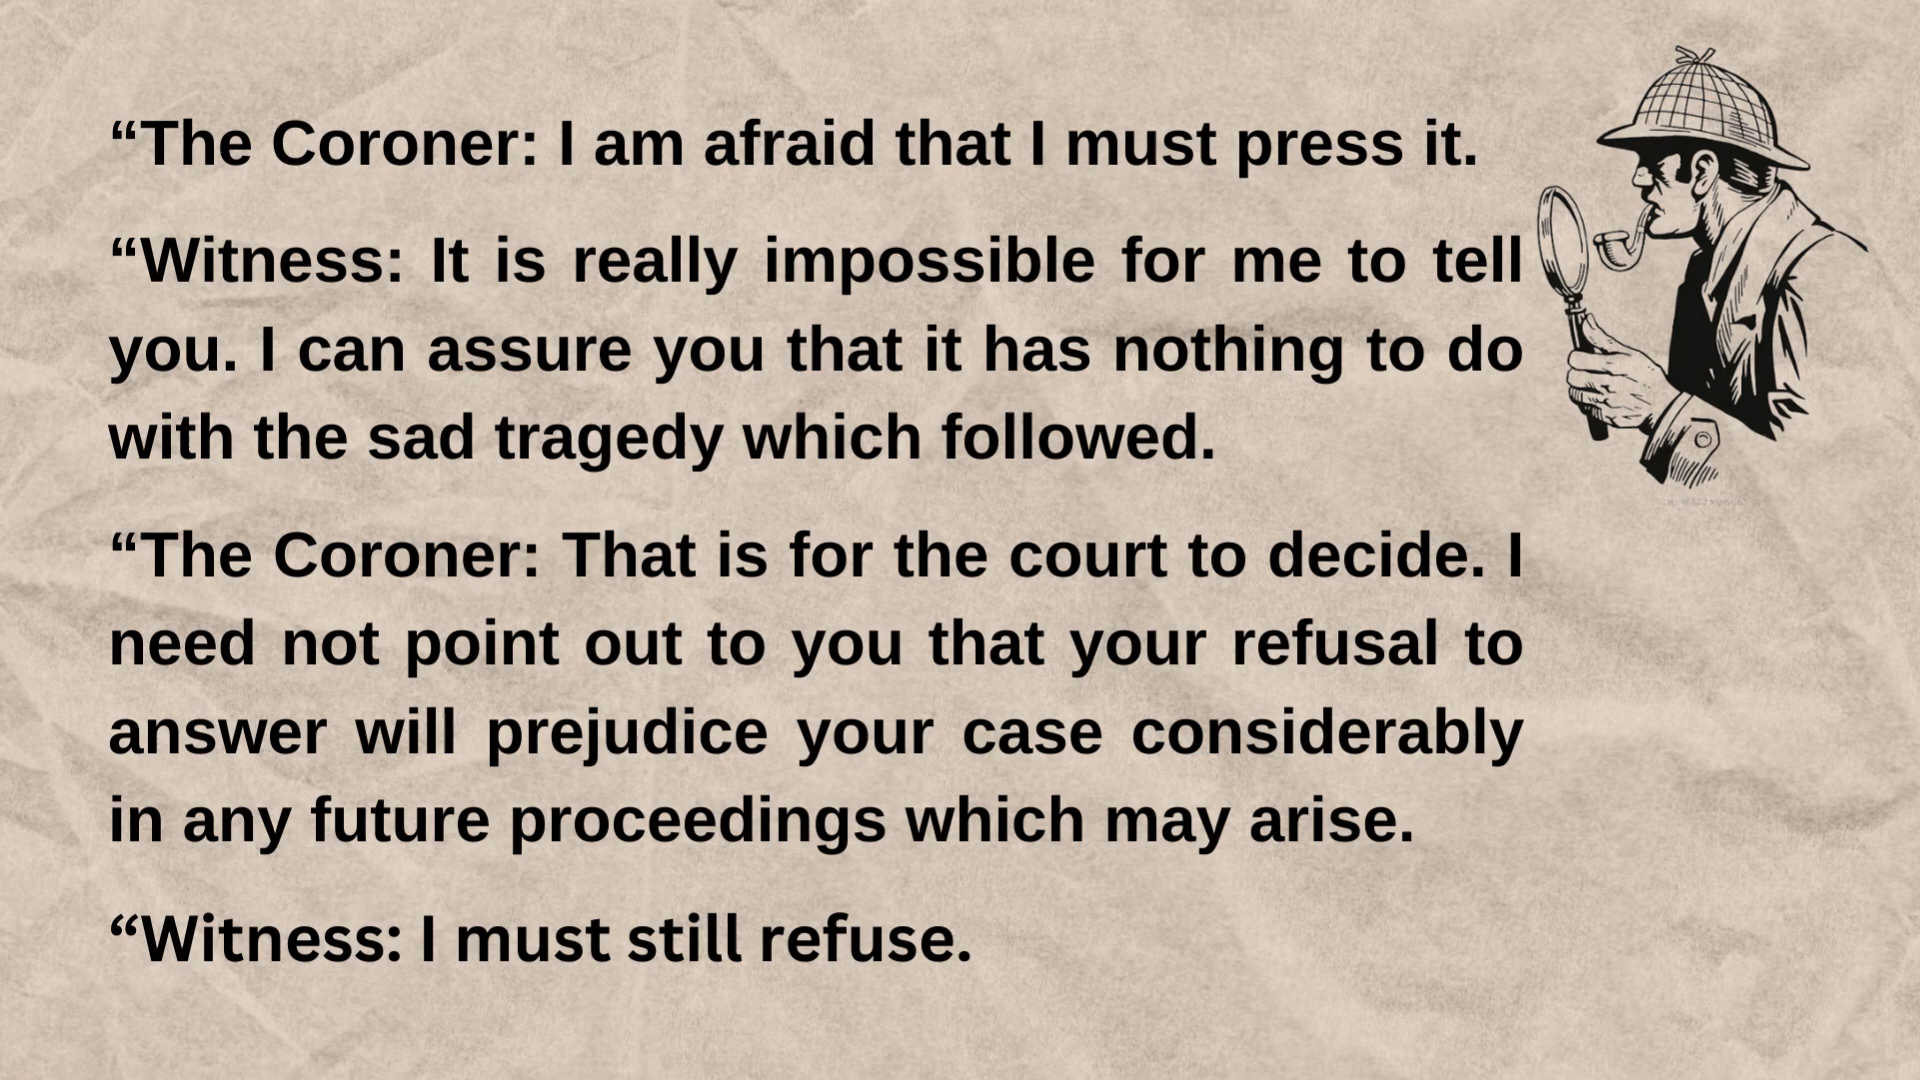 “The Coroner: I am afraid that I must press it.
“Witness: It is really impossible for me to tell
you. I can assure you that it has nothing to do
with the sad tragedy which followed.
“The Coroner: That is for the court to decide. I
need not point out to you that your refusal to
answer will prejudice your case considerably
in any future proceedings which may arise.
“Witness: I must still refuse.